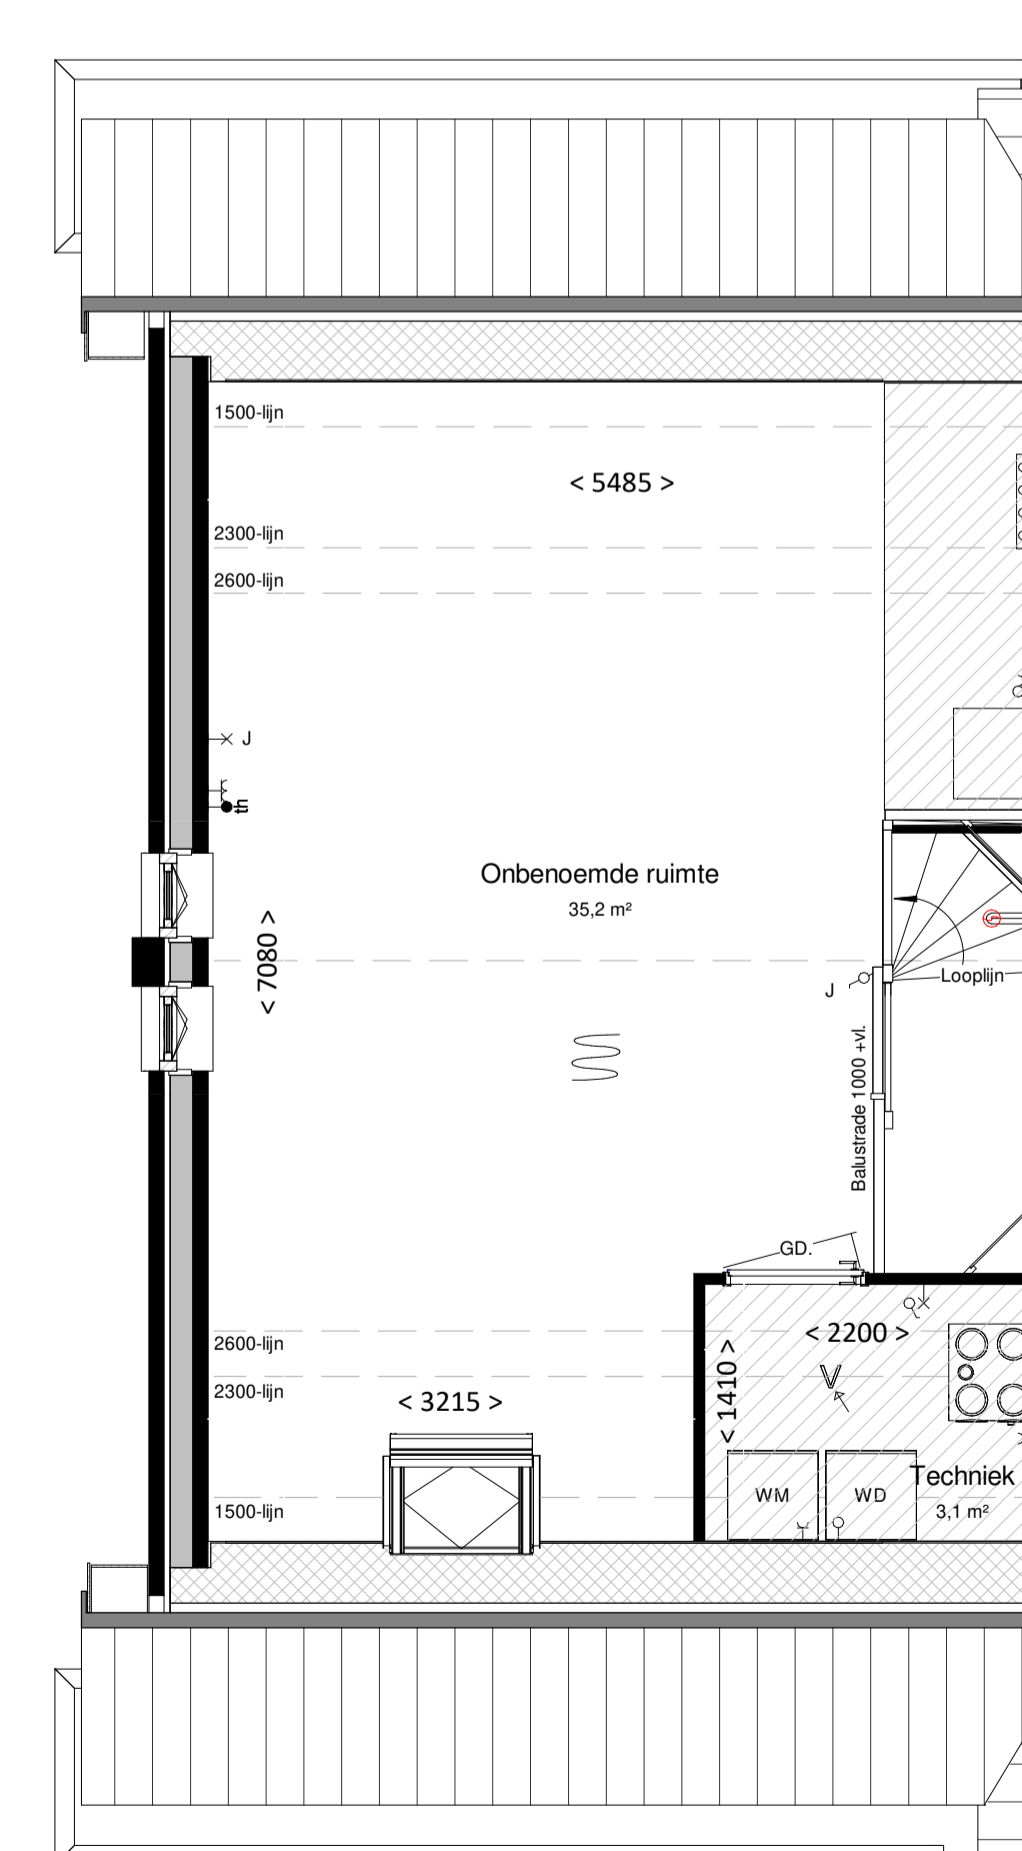 1500-lijn
< 5485 >
2300-lijn
2600-lijn
J
th
Onbenoemde ruimte
35,2 m²
< 7080 >
Looplijn
J
Balustrade 1000 +vl.
GD.
2600-lijn
< 2200 >
2300-lijn
< 1410 >
< 3215 >
V
Techniek
WM
WD
1500-lijn
3,1 m²